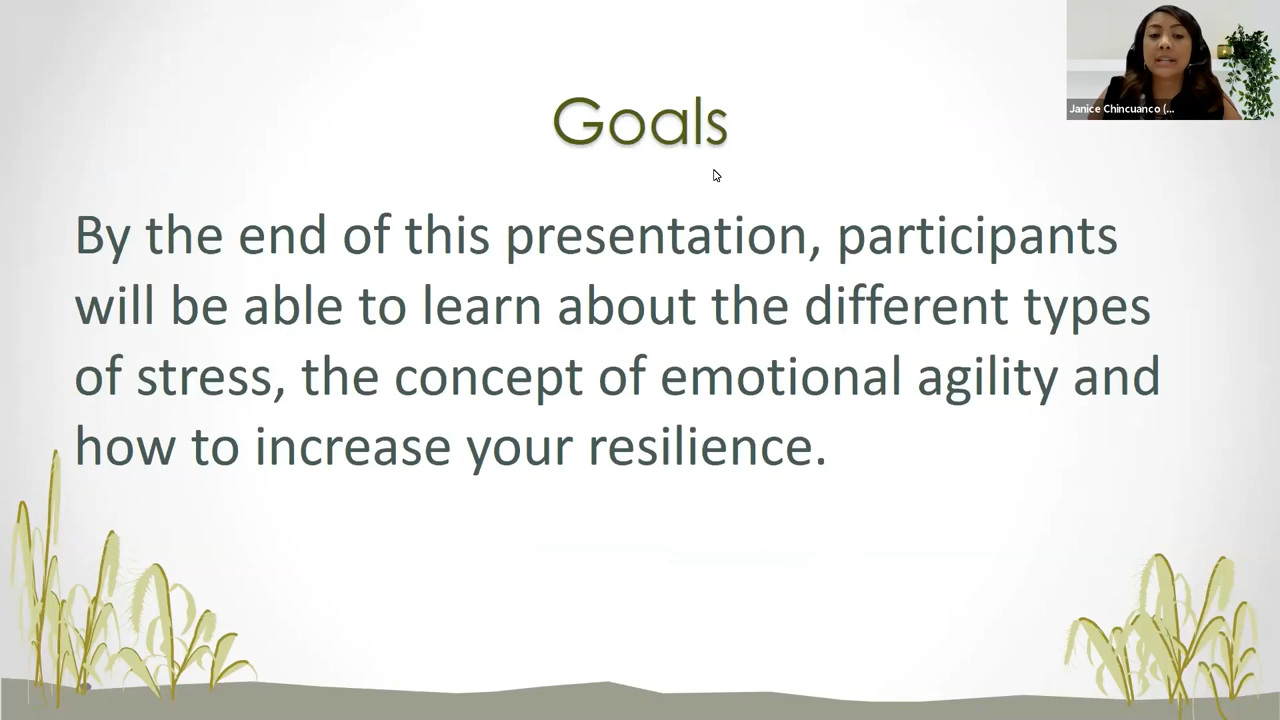 Goals
Janice Chincuanco (...
By the end of this presentation, participants
will be able to learn about the different types
of stress, the concept of emotional agility and
how to increase your resilience.